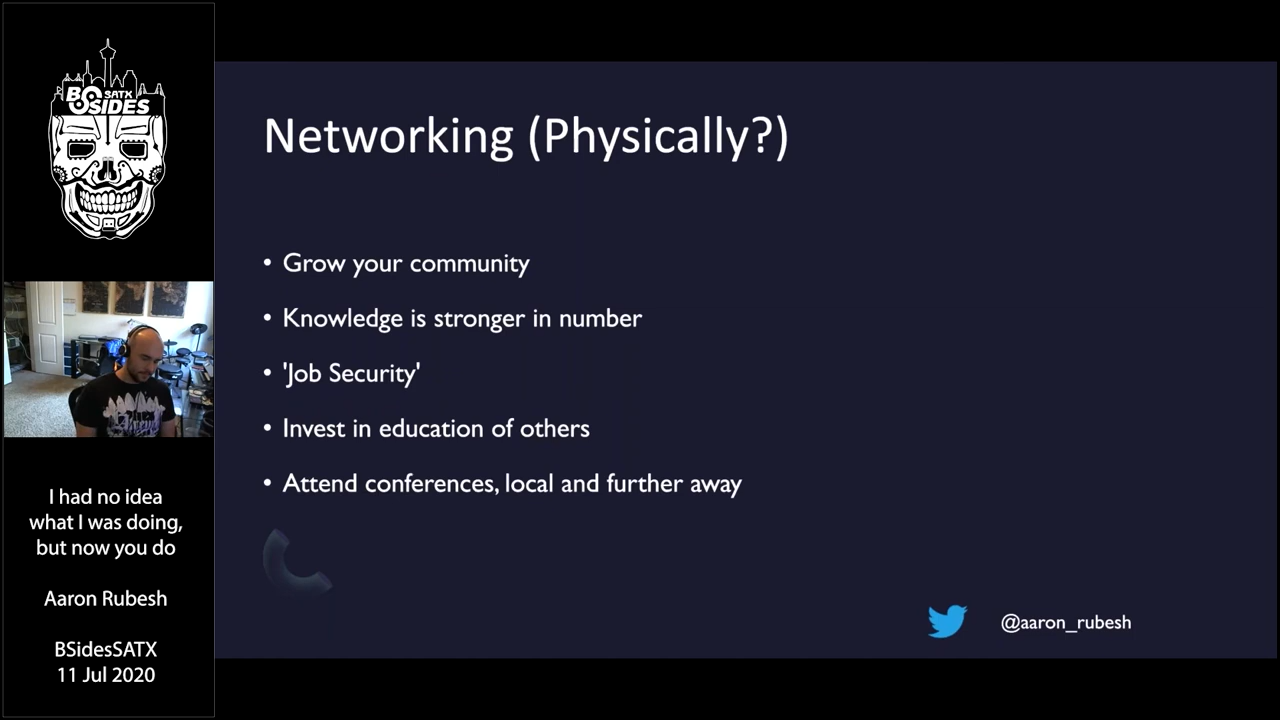 BSIDES
SATX
Networking (Physically?)
• Grow your community
• Knowledge is stronger in number
• 'Job Security'
• Invest in education of others
• Attend conferences, local and further away
@aaron_rubesh
I had no idea
what I was doing,
but now you do
Aaron Rubesh
BSidesSATX
11 Jul 2020